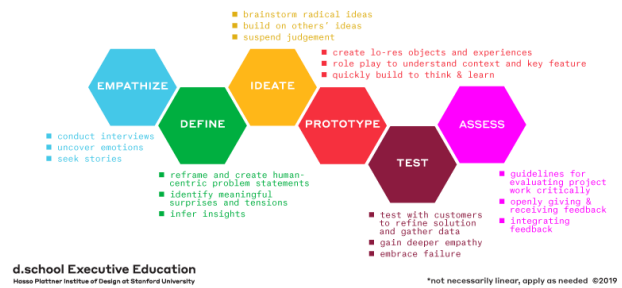 ■ brainstorm radical ideas
■ build on others' ideas
■ suspend judgement
■ create lo-res objects and experiences
■ role play to understand context and key feature
■ quickly build to think & learn
EMPATHIZE
IDEATE
DEFINE
PROTOTYPE
ASSESS
TEST
■ conduct interviews
■ uncover emotions
■ seek stories
■ reframe and create human-
centric problem statements
■ identify meaningful
surprises and tensions
■ infer insights
■ guidelines for
evaluating project
work critically
■ openly giving &
receiving feedback
■ integrating
feedback
■ test with customers
to refine solution
and gather data
■ gain deeper empathy
■ embrace failure
d.school Executive Education
Hasso Plattner Institue of Design at Stanford University
*not necessarily linear, apply as needed ©2019